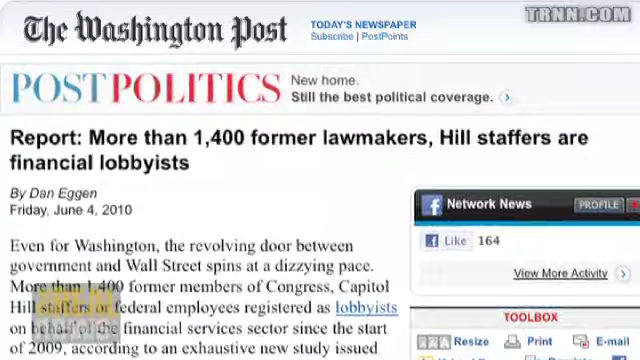 TRNN.COM
The Washington Post
TODAY'S NEWSPAPER
Subscribe | PostPoints
POSTPOLITICS
New home.
Still the best political coverage.
Report: More than 1,400 former lawmakers, Hill staffers are
financial lobbyists
By Dan Eggen
Friday, June 4, 2010
Even for Washington, the revolving door between
government and Wall Street spins at a dizzying pace.
More than 1,400 former members of Congress, Capitol
Hill staffers or federal employees registered as lobbyists
on behalf of the financial services sector since the start
of 2009, according to an exhaustive new study issued
Network News
PROFILE
Like 164
View More Activity
TOOLBOX
AAA Resize Print E-mail